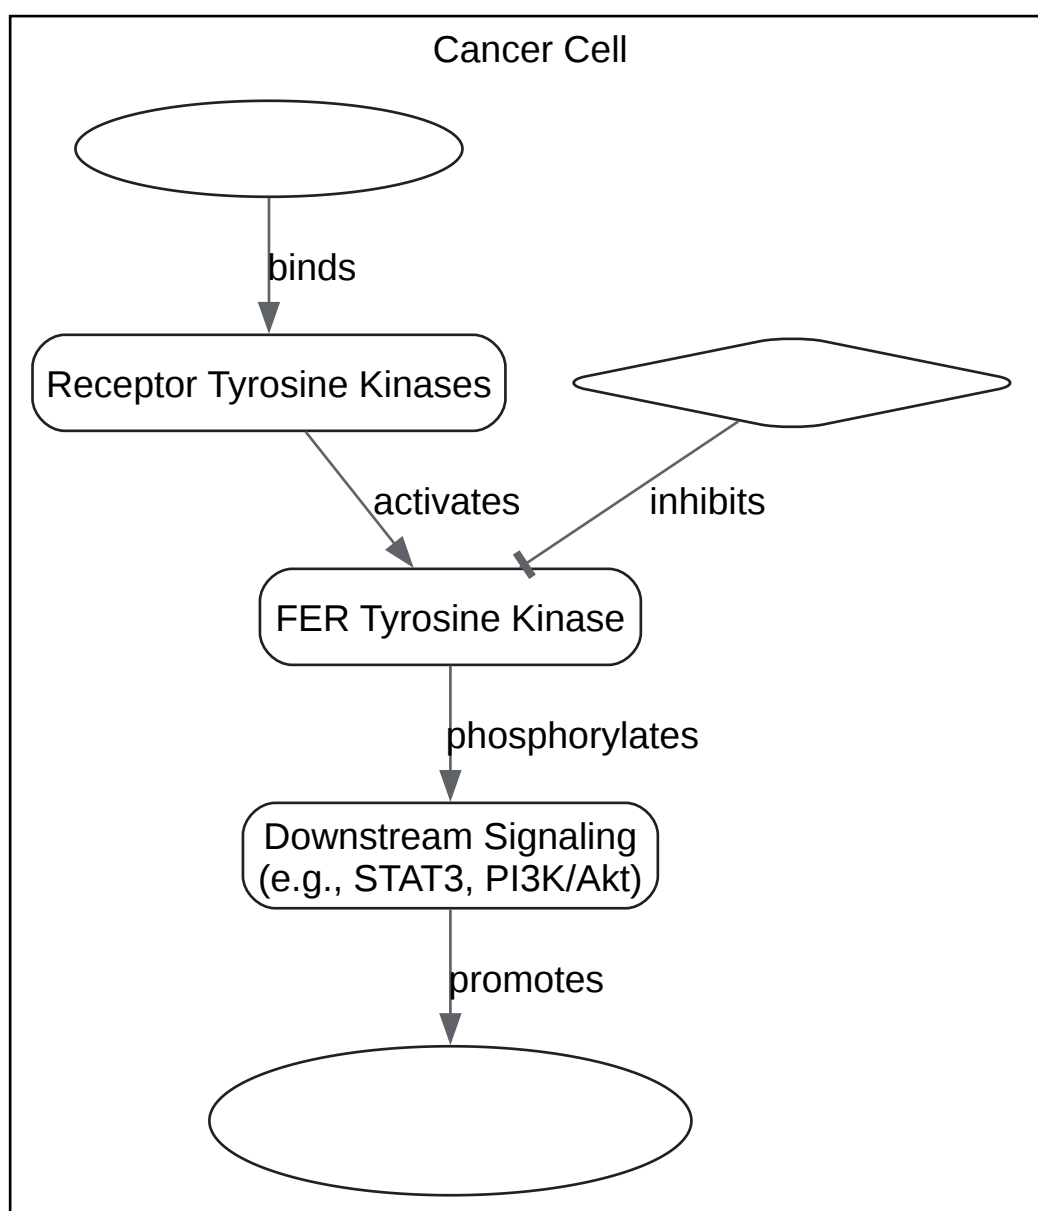 Cancer Cell
binds
Receptor Tyrosine Kinases
activates
inhibits
FER Tyrosine Kinase
phosphorylates
Downstream Signaling
(e.g., STAT3, PI3K/Akt)
promotes